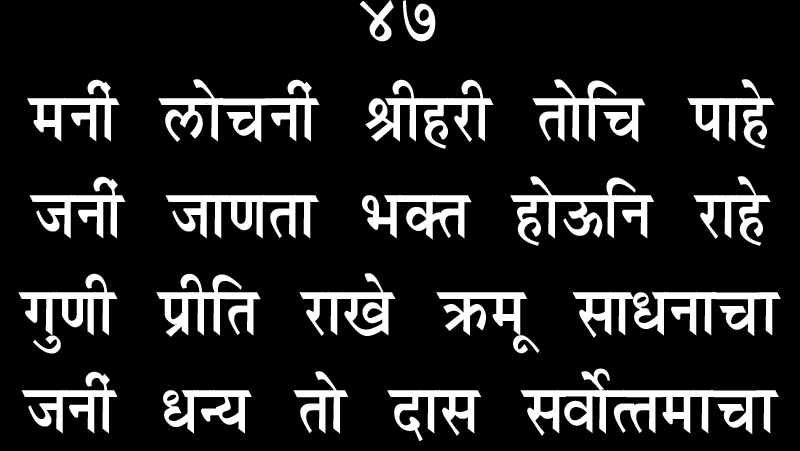 ४७
मनीं लोचनीं श्रीहरी तोचि पाहे
जनीं जाणता भक्त होऊनि राहे
गुणी प्रीति राखे क्रमू साधनाचा
जनीं धन्य तो दास सर्वोत्तमाचा